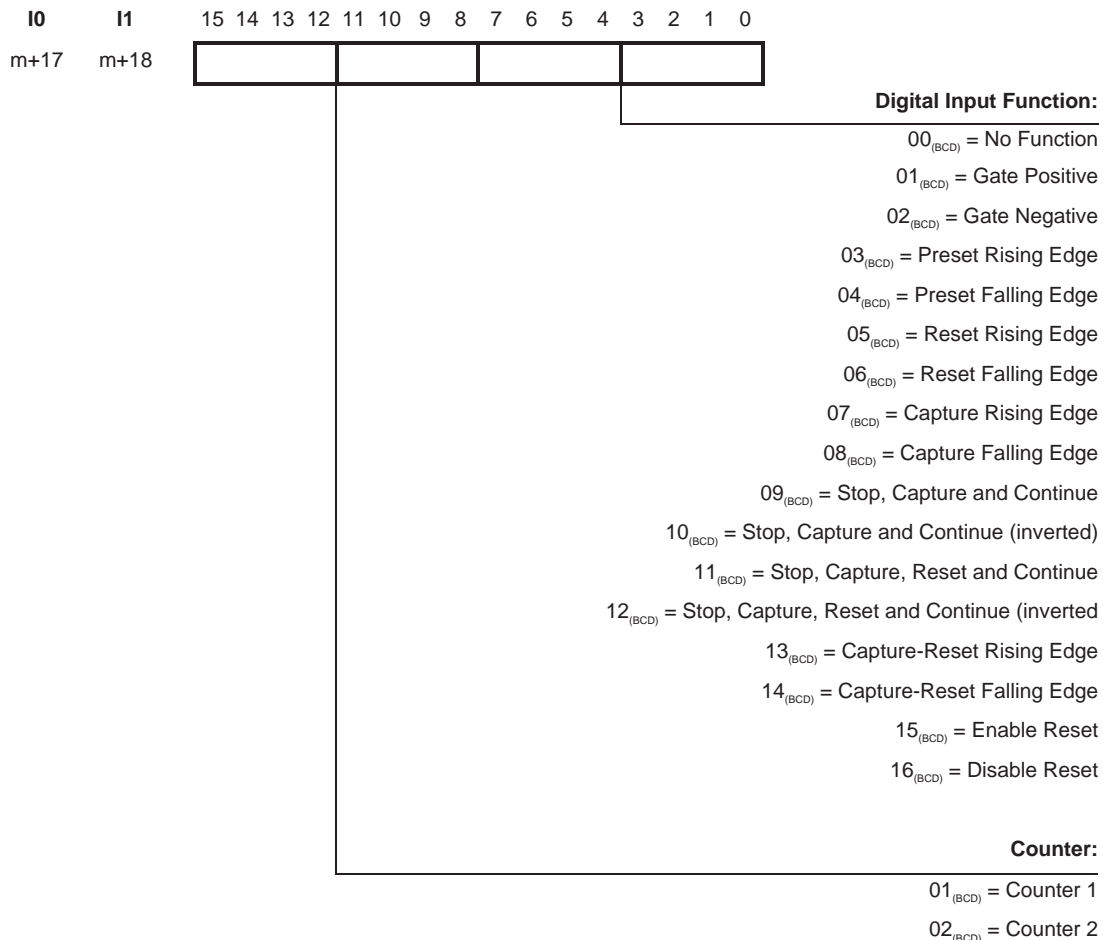 I0 I1 15 14 13 12 11 10 9 8 7 6 5 4 3 2 1 0
m+17 m+18
Digital Input Function:
00(BCD) = No Function
01(BCD) = Gate Positive
02(BCD) = Gate Negative
03(BCD) = Preset Rising Edge
04(BCD) = Preset Falling Edge
05(BCD) = Reset Rising Edge
06(BCD) = Reset Falling Edge
07(BCD) = Capture Rising Edge
08(BCD) = Capture Falling Edge
09(BCD) = Stop, Capture and Continue
10(BCD) = Stop, Capture and Continue (inverted)
11(BCD) = Stop, Capture, Reset and Continue
12(BCD) = Stop, Capture, Reset and Continue (inverted
13(BCD) = Capture-Reset Rising Edge
14(BCD) = Capture-Reset Falling Edge
15(BCD) = Enable Reset
16(BCD) = Disable Reset
Counter:
01(BCD) = Counter 1
02(BCD) = Counter 2